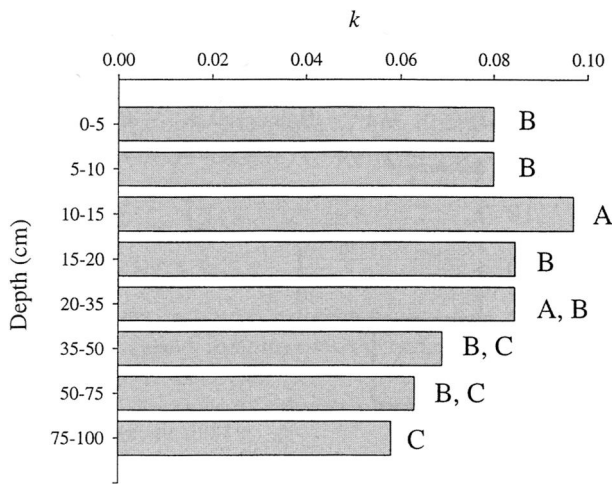 k
0.00 0.02 0.04 0.06 0.08 0.10
Depth (cm)
0-5 B
5-10 B
10-15 A
15-20 B
20-35 A, B
35-50 B, C
50-75 B, C
75-100 C